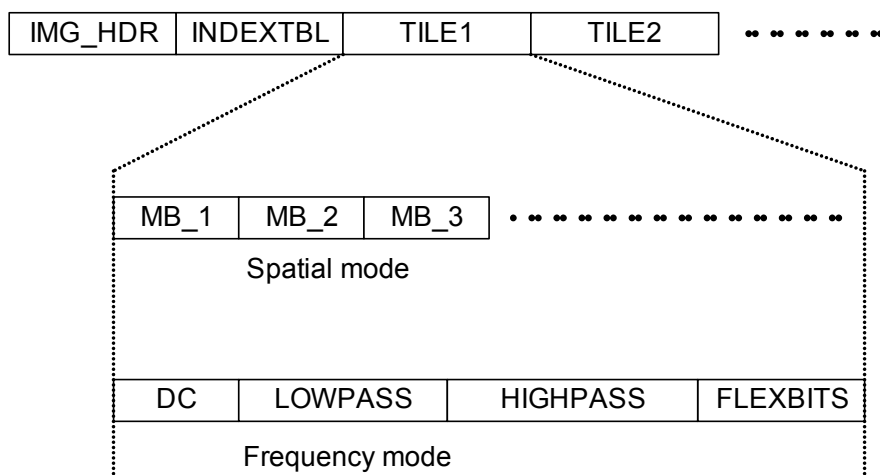 IMG_HDR INDEXTBL TILE1 TILE2
MB_1 MB_2 MB_3
Spatial mode
DC LOWPASS HIGHPASS FLEXBITS
Frequency mode